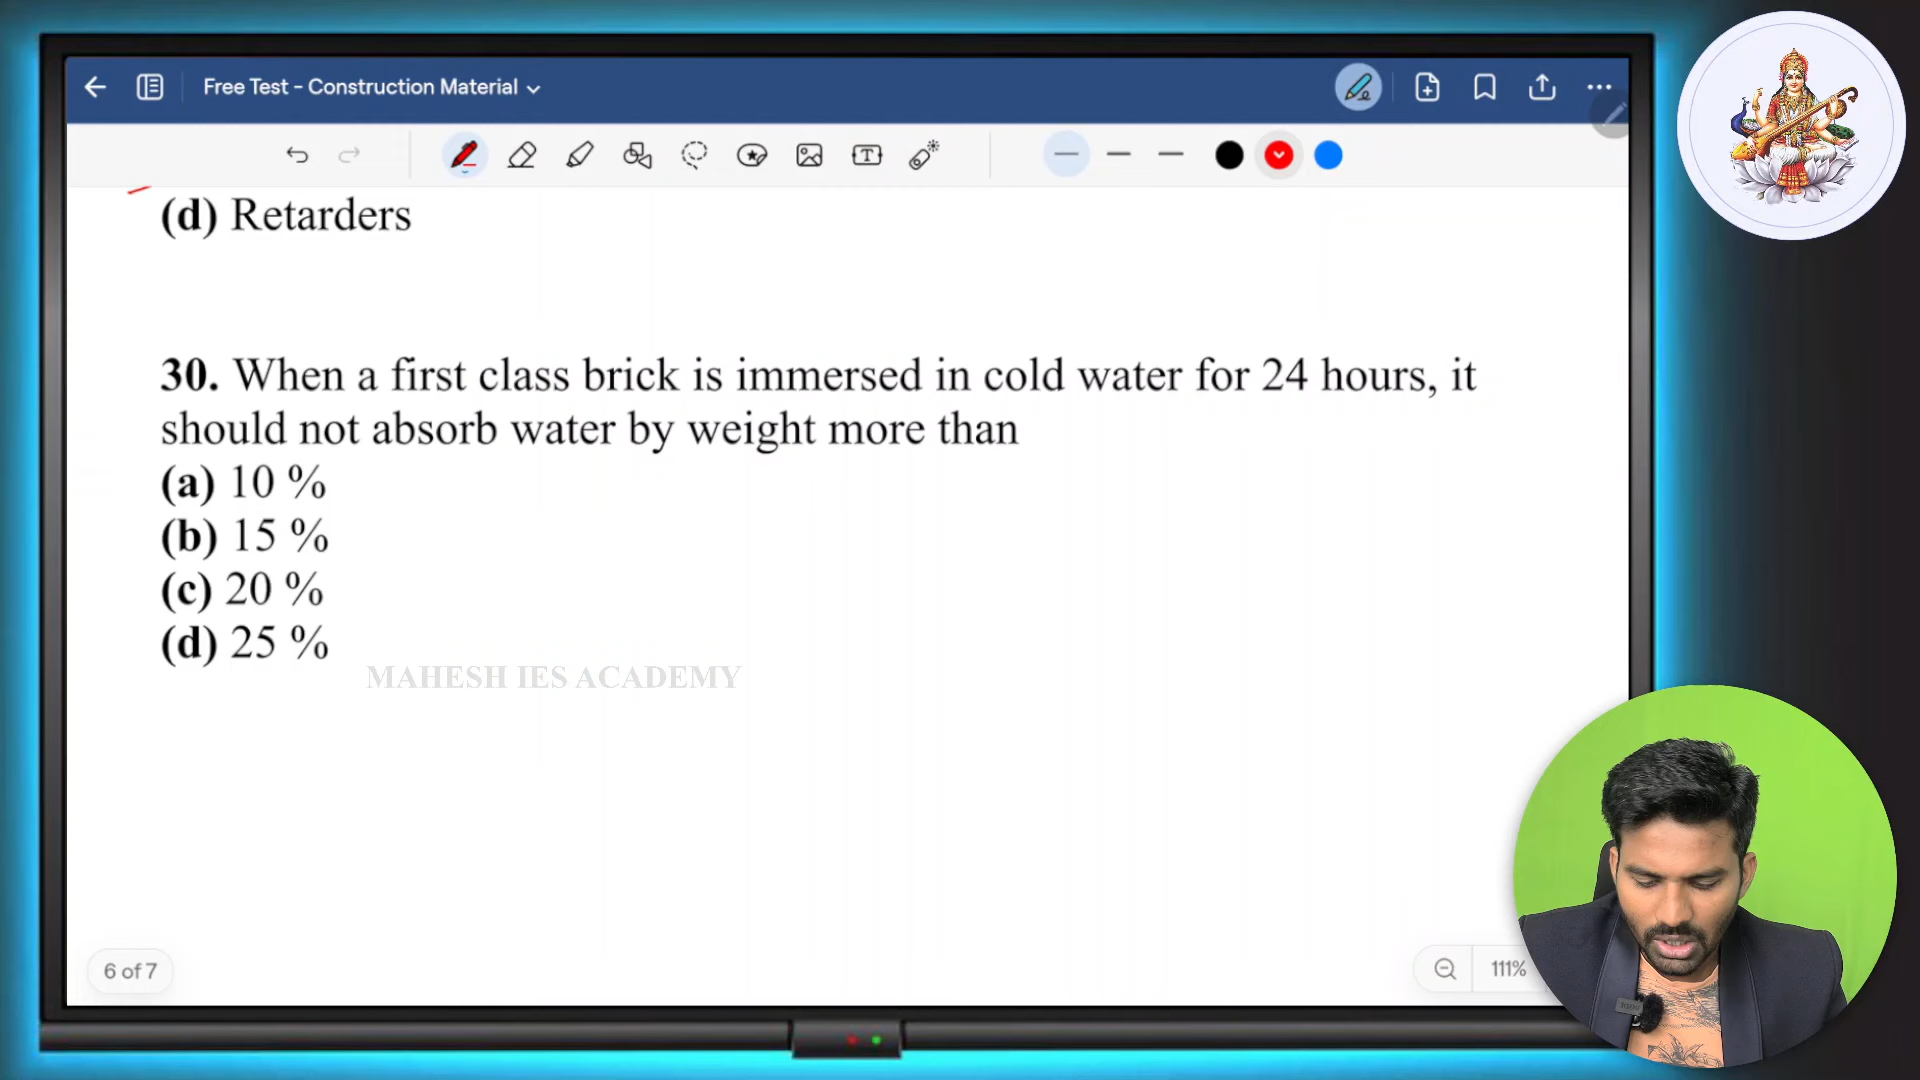 Free Test - Construction Material
(d) Retarders
30. When a first class brick is immersed in cold water for 24 hours, it
should not absorb water by weight more than
(a) 10 %
(b) 15 %
(c) 20 %
(d) 25 %
MAHESH IES ACADEMY
6 of 7
111%